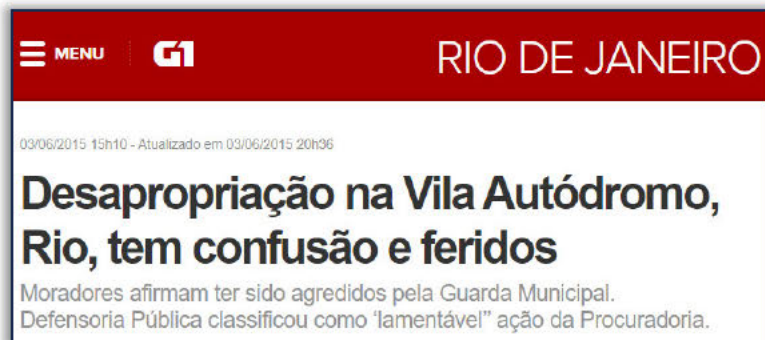 MENU G1 RIO DE JANEIRO
03/06/2015 15h10 - Atualizado em 03/06/2015 20h36
Desapropriação na Vila Autódromo,
Rio, tem confusão e feridos
Moradores afirmam ter sido agredidos pela Guarda Municipal.
Defensoria Pública classificou como 'lamentável" ação da Procuradoria.